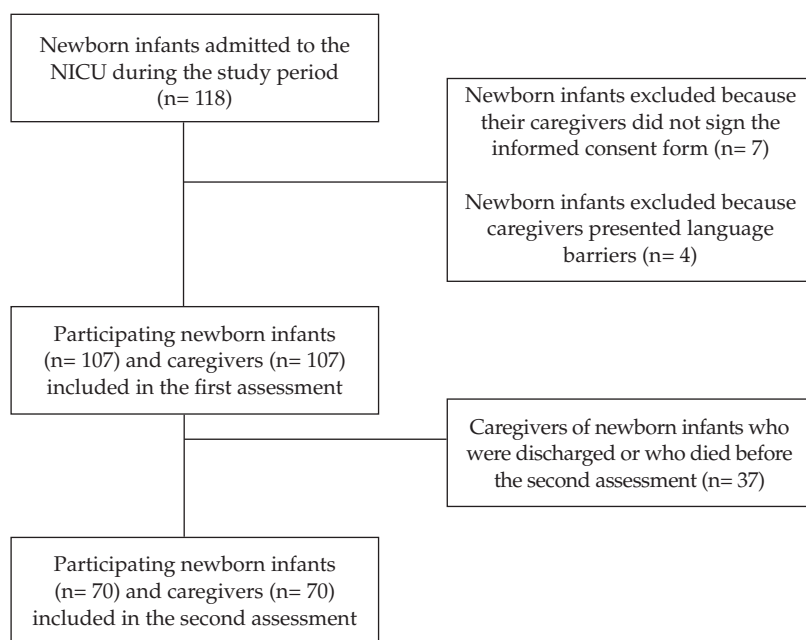 Newborn infants admitted to the
NICU during the study period
(n= 118)
Newborn infants excluded because
their caregivers did not sign the
informed consent form (n= 7)
Newborn infants excluded because
caregivers presented language
barriers (n= 4)
Participating newborn infants
(n= 107) and caregivers (n= 107)
included in the first assessment
Caregivers of newborn infants who
were discharged or who died before
the second assessment (n= 37)
Participating newborn infants
(n= 70) and caregivers (n= 70)
included in the second assessment